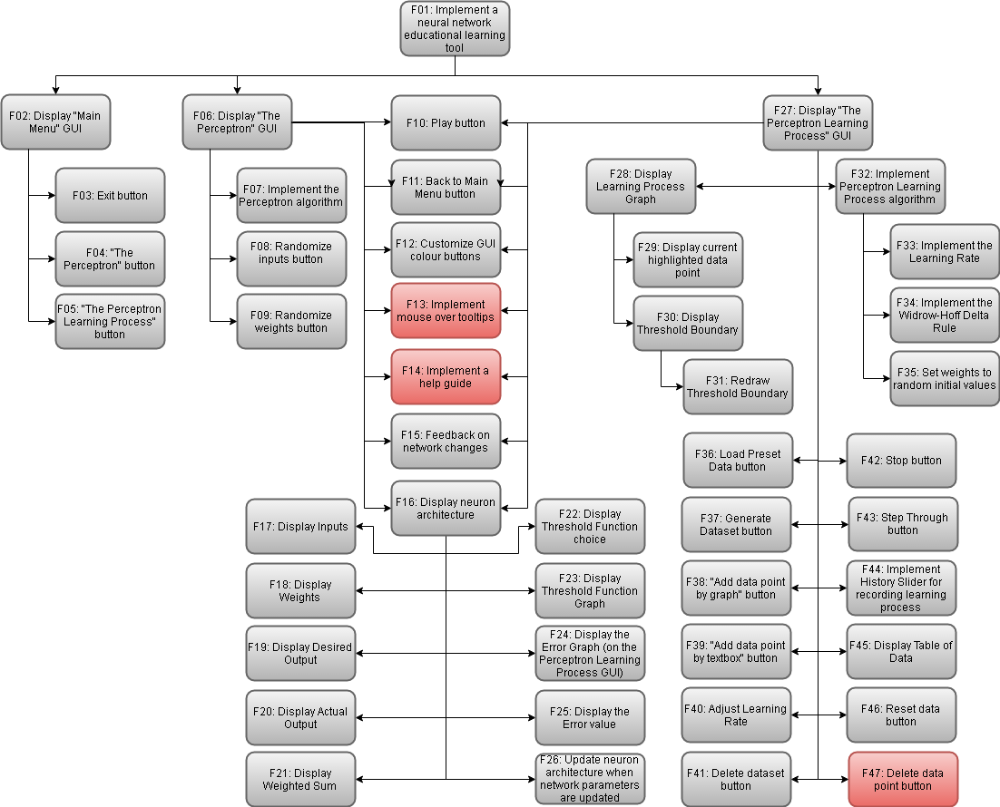 F01: Implement a
neural network
educational learning
tool
F02: Display "Main
Menu" GUI
F06: Display "The
Perceptron" GUI
F10: Play button
F27: Display "The
Perceptron Learning
Process" GUI
F03: Exit button
F04: "The
Perceptron" button
F05: "The Perceptron
Learning Process"
button
F07: Implement the
Perceptron algorithm
F08: Randomize
inputs button
F09: Randomize
weights button
F11: Back to Main
Menu button
F12: Customize GUI
colour buttons
F13: Implement
mouse over tooltips
F14: Implement a
help guide
F15: Feedback on
network changes
F16: Display neuron
architecture
F17: Display Inputs
F18: Display
Weights
F19: Display Desired
Output
F20: Display Actual
Output
F21: Display
Weighted Sum
F22: Display
Threshold Function
choice
F23: Display
Threshold Function
Graph
F24: Display the
Error Graph (on the
Perceptron Learning
Process GUI)
F25: Display the
Error value
F26: Update neuron
architecture when
network parameters
are updated
F28: Display
Learning Process
Graph
F29: Display current
highlighted data
point
F30: Display
Threshold Boundary
F31: Redraw
Threshold Boundary
F32: Implement
Perceptron Learning
Process algorithm
F33: Implement the
Learning Rate
F34: Implement the
Widrow-Hoff Delta
Rule
F35: Set weights to
random initial values
F36: Load Preset
Data button
F37: Generate
Dataset button
F38: "Add data point
by graph" button
F39: "Add data point
by textbox" button
F40: Adjust Learning
Rate
F41: Delete dataset
button
F42: Stop button
F43: Step Through
button
F44: Implement
History Slider for
recording learning
process
F45: Display Table of
Data
F46: Reset data
button
F47: Delete data
point button